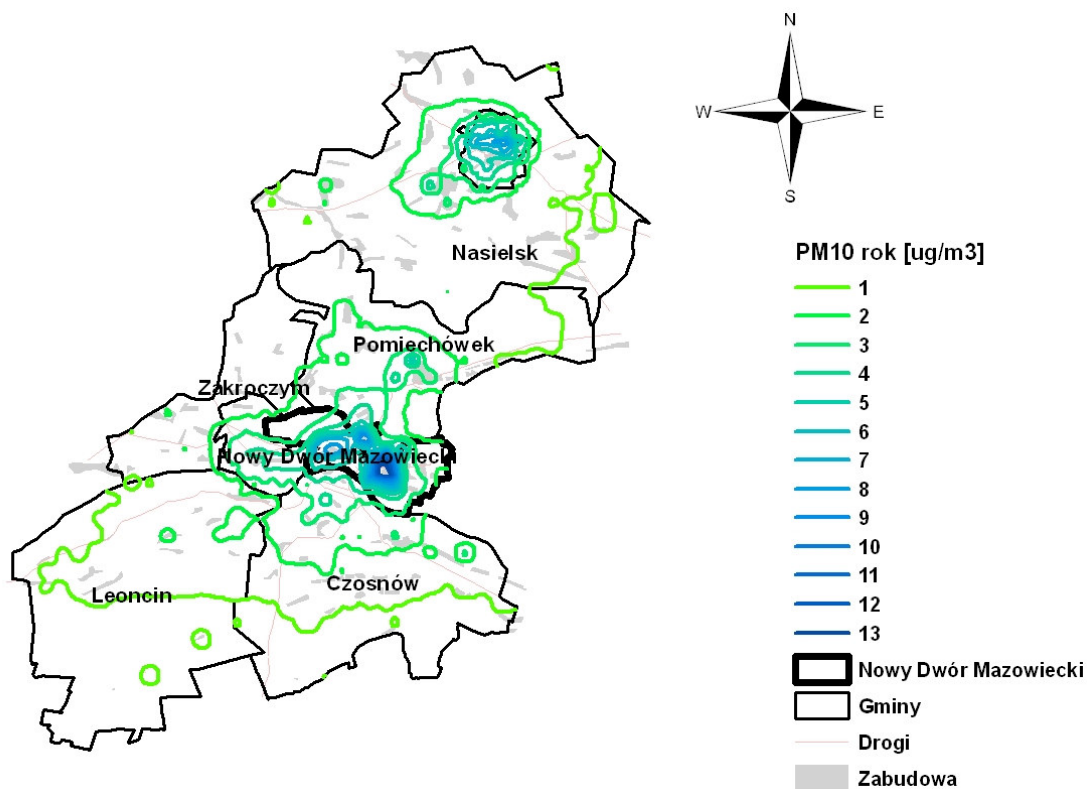 N
W
E
S
Nasielsk
Pomiechówek
Zakroczym
Nowy Dwór Mazowiecki
Czosnów
Leoncin
PM10 rok [ug/m3]
1
2
3
4
5
6
7
8
9
10
11
12
13
Nowy Dwór Mazowiecki
Gminy
Drogi
Zabudowa